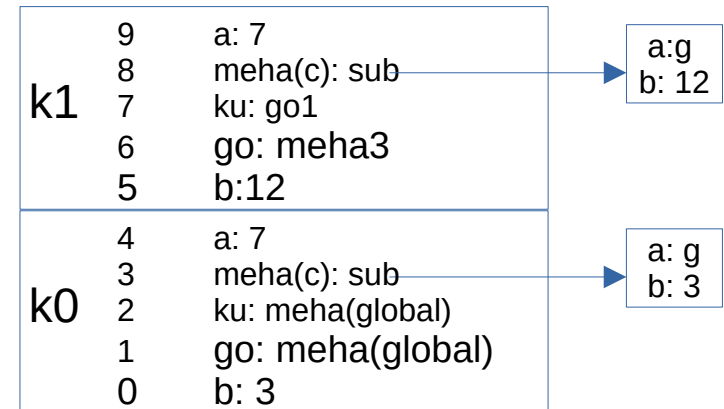 9 a: 7
8 meha(c): sub
k1 7 ku: go1
6 go: meha3
5 b:12
a:g
b: 12
4 a: 7
3 meha(c): sub
k0 2 ku: meha(global)
1 go: meha(global)
0 b: 3
a: g
b: 3